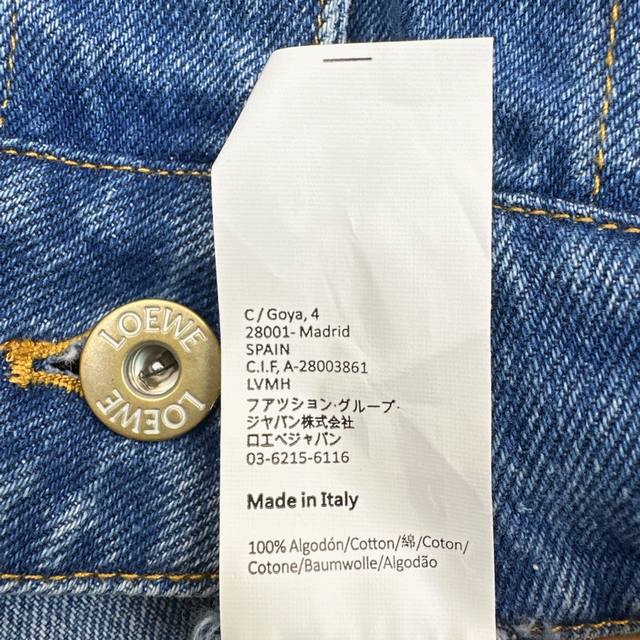 LOEWE
LOEWE
C / Goya, 4
28001- Madrid
SPAIN
C.I.F, A-28003861
LVMH
フアツション·グループ·
ジャパン株式会社
ロエベジャパン
03-6215-6116
Made in Italy
100% Algodón/Cotton/綿/Coton/
Cotone/Baumwolle/Algodão